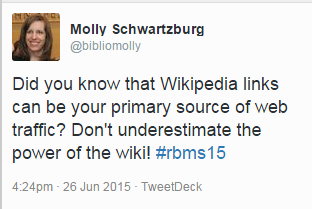 Molly Schwartzburg
@bibliomolly
Did you know that Wikipedia links
can be your primary source of web
traffic? Don't underestimate the
power of the wiki! #rbms15
4:24pm · 26 Jun 2015 · TweetDeck